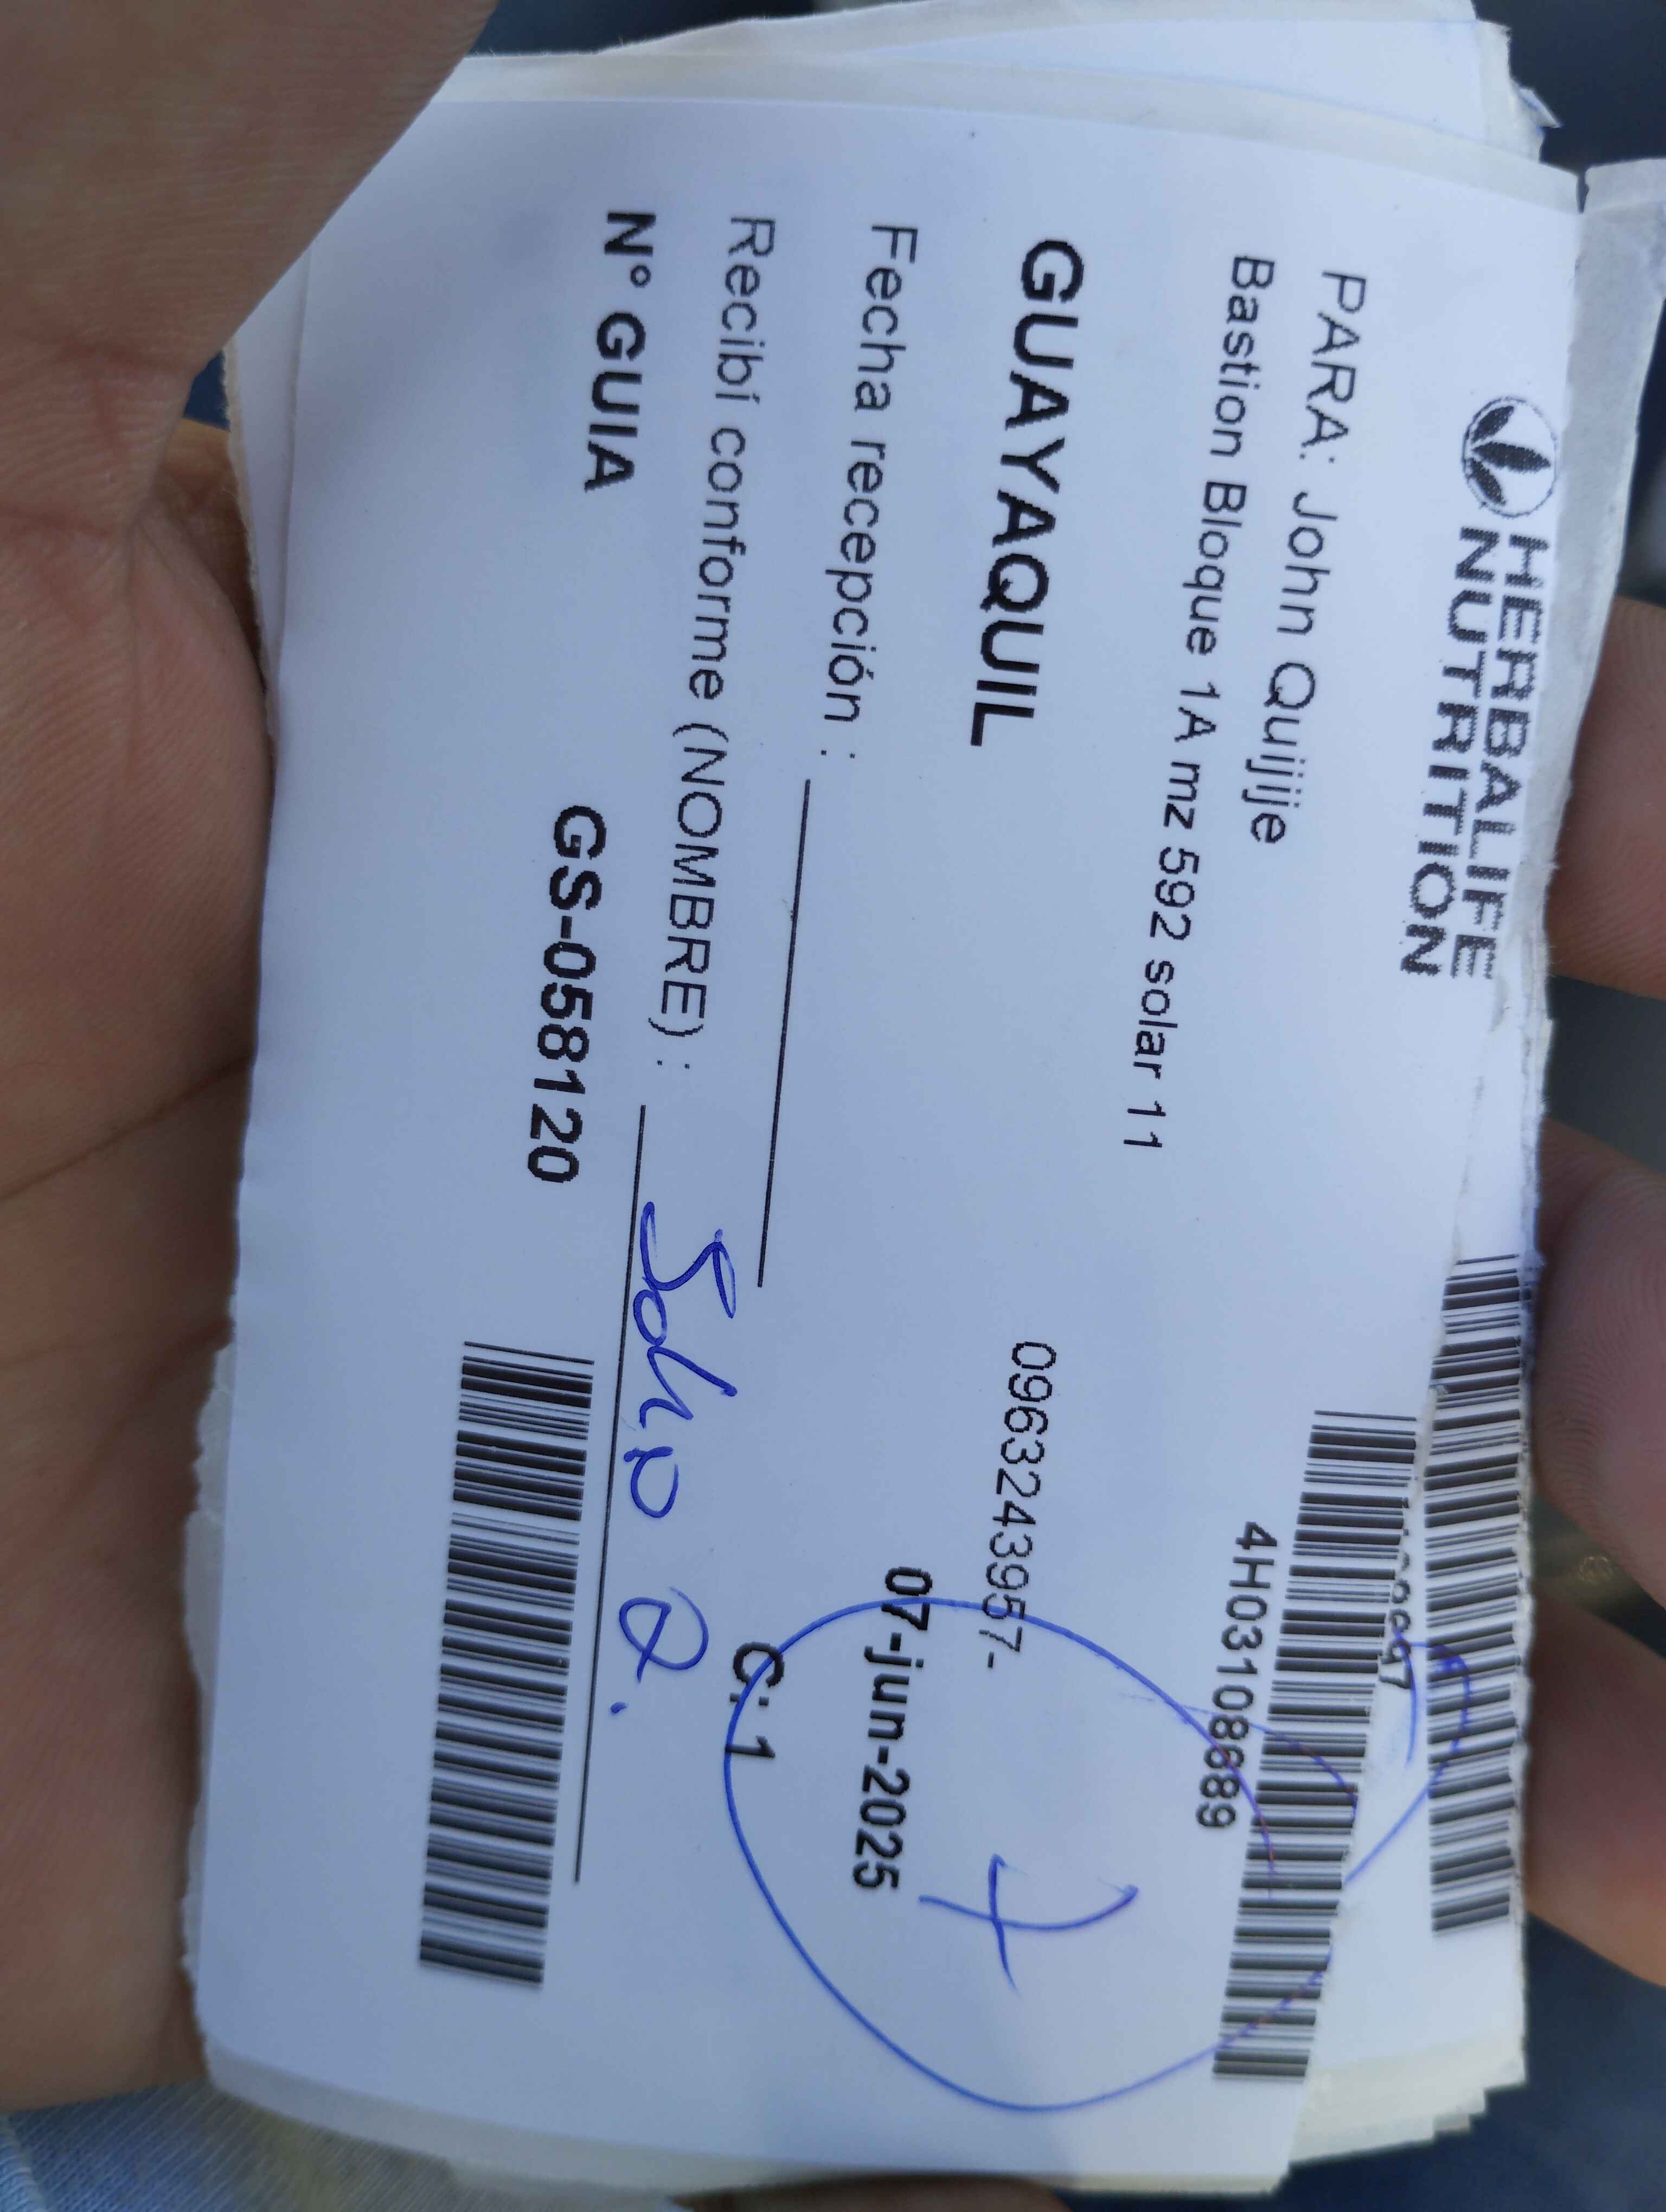 HERBALIFE
NUTRITION
PARA: John Quijije
Bastion Bloque 1A mz 592 solar 11
4H03108689
GUAYAQUIL
0963243957-
Fecha recepción :
07-jun-2025
Recibí conforme (NOMBRE) :
C: 1
N° GUIA
GS-058120